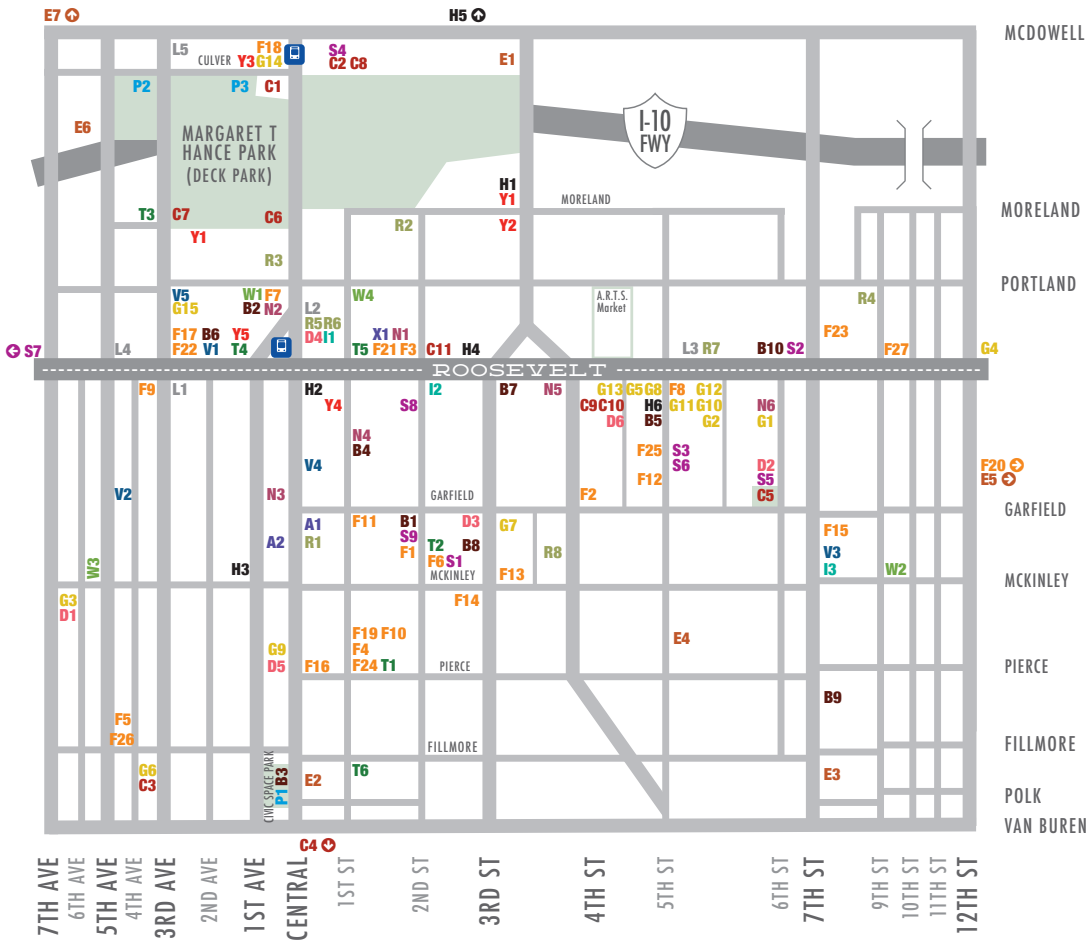 E7 H5
MCDOWELL
L5 F18 S4
CULVER Y3 G14 C2 C8 E1
P2 P3 C1
E6
MARGARET T
HANCE PARK
(DECK PARK)
I-10
FWY
H1
Y1 MORELAND
T3 C7 C6 R2 Y2 MORELAND
Y1
R3
PORTLAND
V5 W1 F7 W4 A.R.T.S.
G15 B2 N2 L2 Market R4
R5 R6
F17 B6 Y5 D4 I1 X1 N1 F23
S7 L4 F22 V1 T4 T5 F21 F3 C11 H4 L3 R7 B10 S2 F27 G4
ROOSEVELT
F9 L1 H2 I2 B7 N5 G13 G5 G8 F8 G12
Y4 S8 C9 C10 H6 G11 G10 N6
D6 B5 G2 G1
N4
B4 F25 S3
V4 S6 D2 F20
F12 S5 E5
V2 N3 GARFIELD F2 C5
GARFIELD
A1 F11 B1 D3 G7 F15
A2 R1 S9 T2 B8 R8 V3
F1 F6 S1
W3 H3 MCKINLEY F13 I3 W2
MCKINLEY
G3 F14
D1
F19 F10
G9 F4 E4
D5 F16 F24 T1 PIERCE
PIERCE
B9
F5
F26 FILLMORE
FILLMORE
G6 CIVIC SPACE PARK P1 B3 E2 T6 E3
C3
POLK
VAN BUREN
C4
7TH AVE
6TH AVE
5TH AVE
4TH AVE
3RD AVE
2ND AVE
1ST AVE
CENTRAL
1ST ST
2ND ST
3RD ST
4TH ST
5TH ST
6TH ST
7TH ST
9TH ST
10TH ST
11TH ST
12TH ST